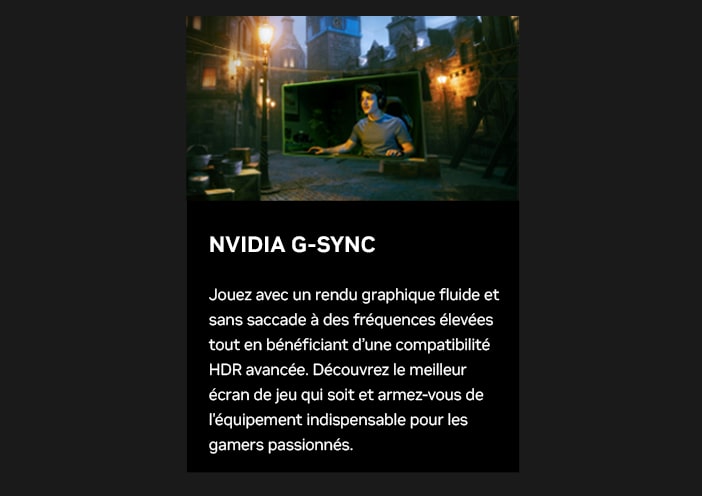 NVIDIA G-SYNC
Jouez avec un rendu graphique fluide et
sans saccade à des fréquences élevées
tout en bénéficiant d’une compatibilité
HDR avancée. Découvrez le meilleur
écran de jeu qui soit et armez-vous de
l’équipement indispensable pour les
gamers passionnés.